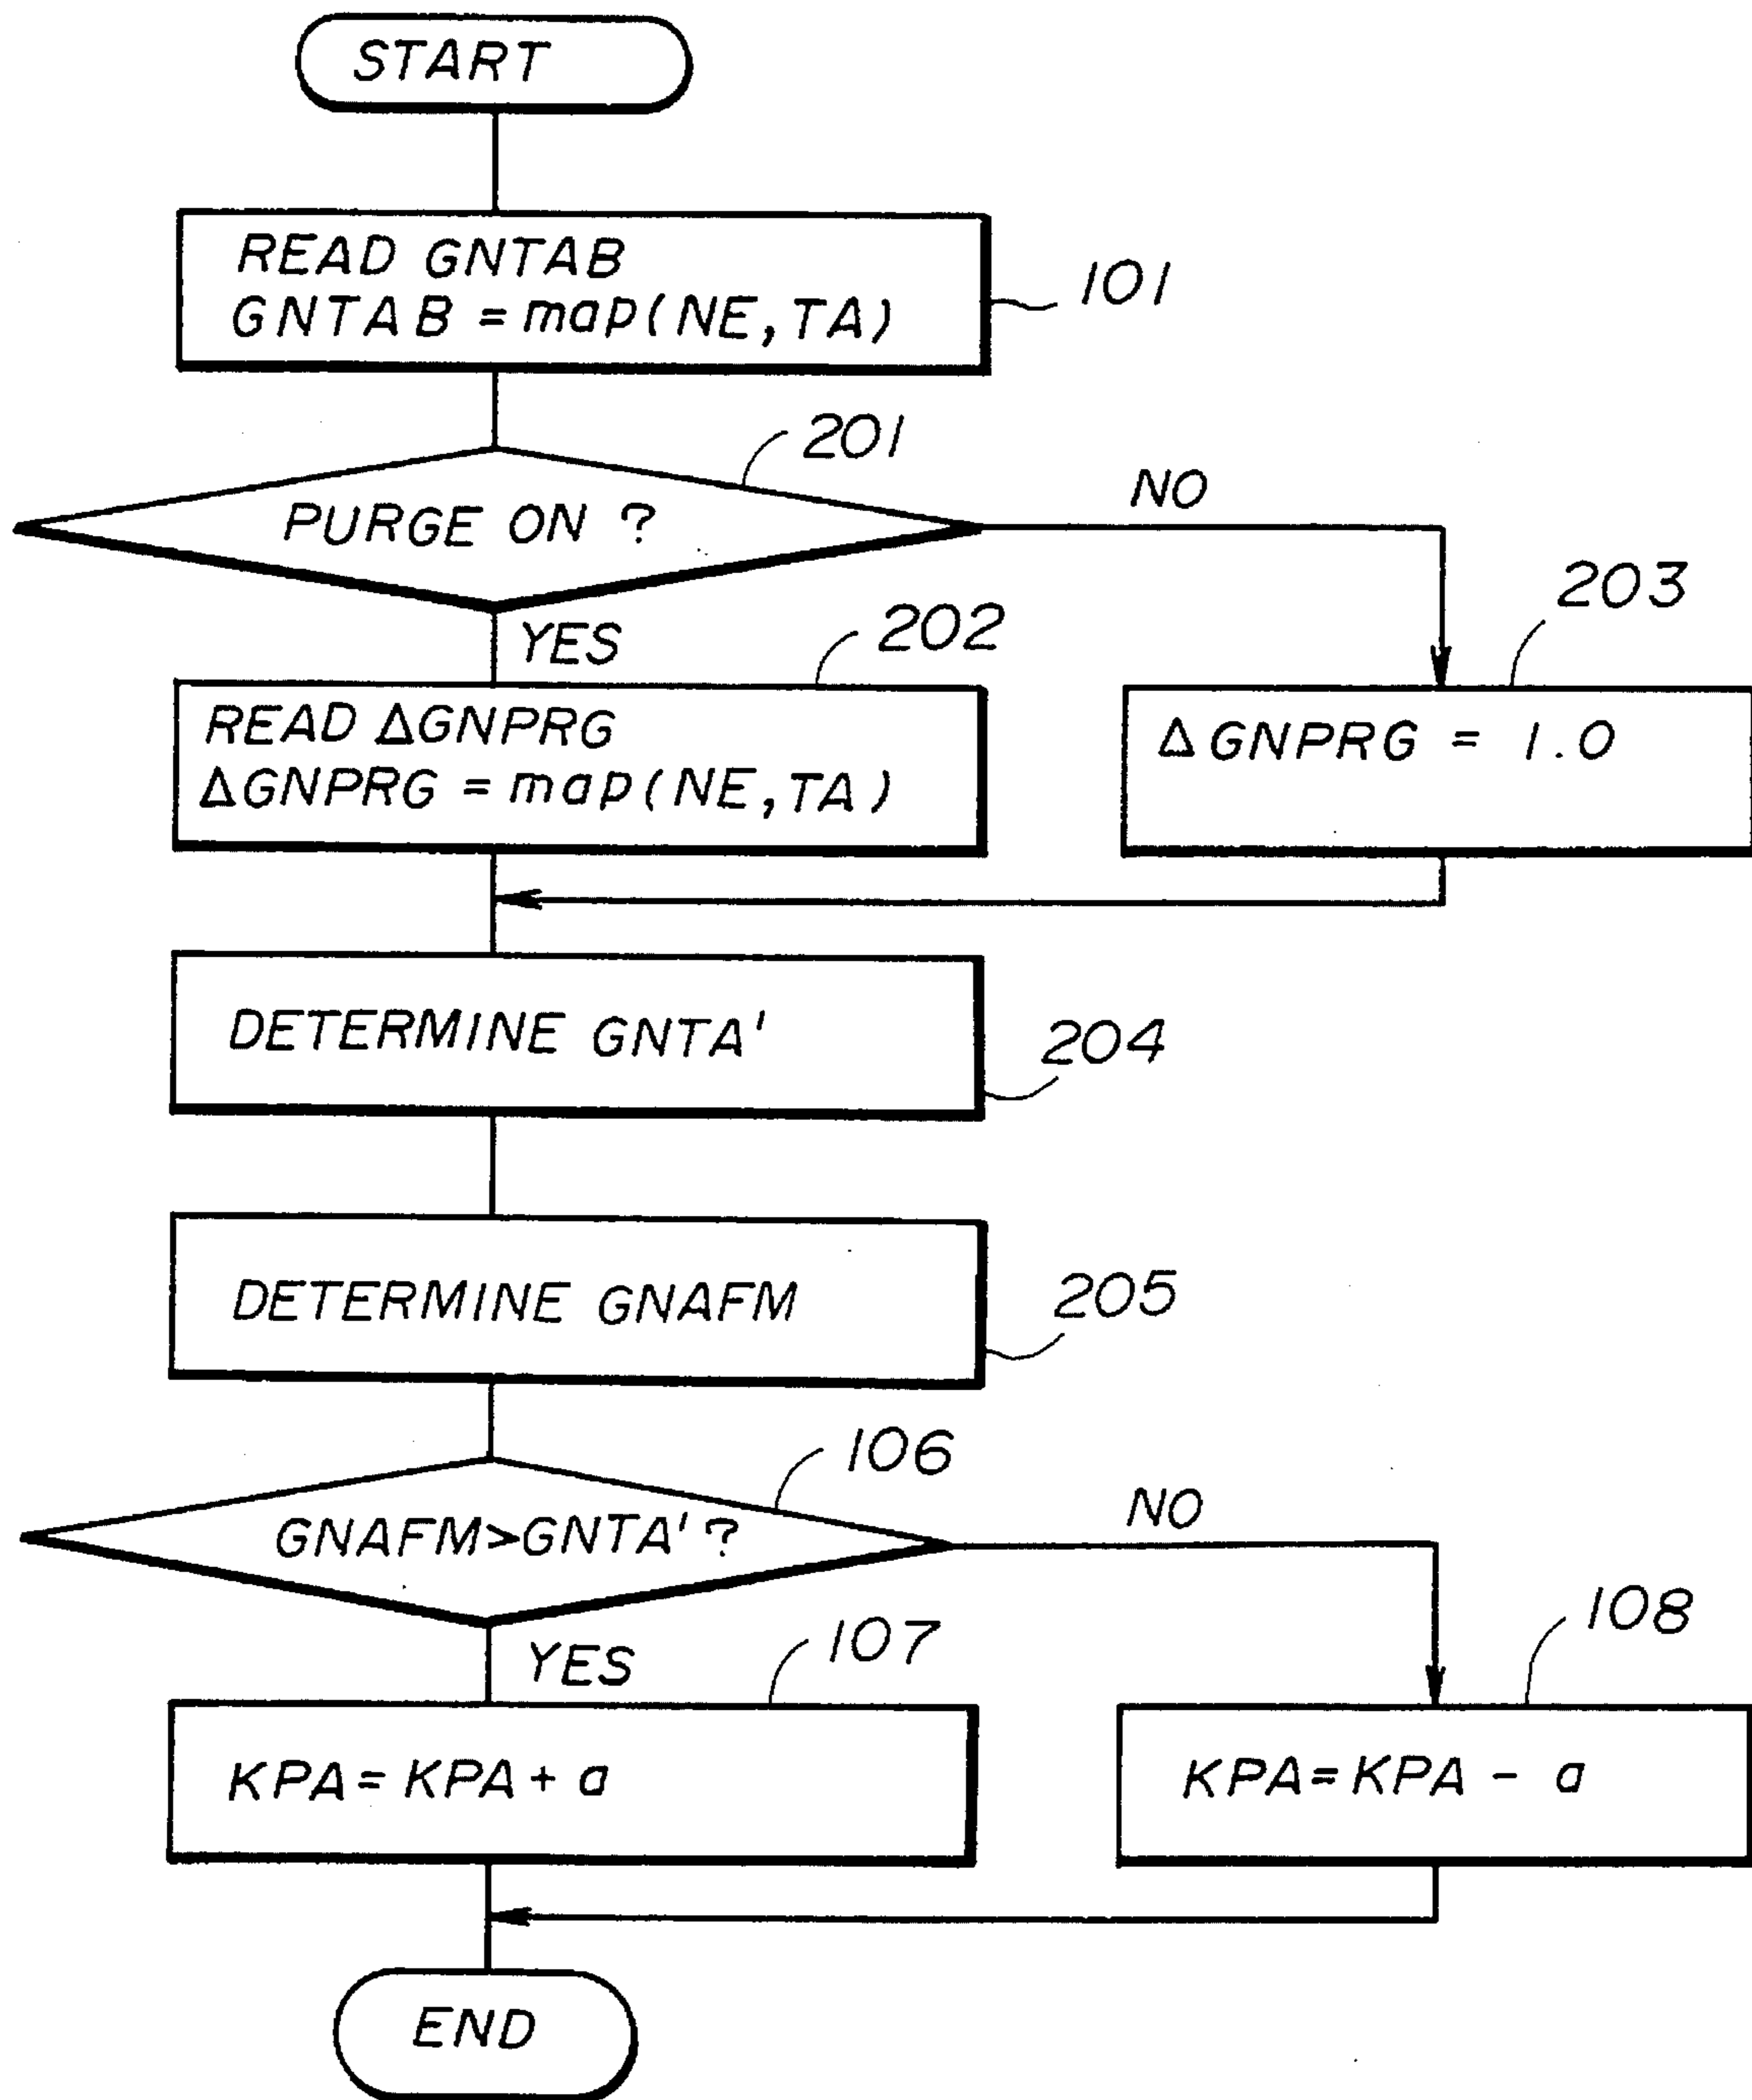 START
READ GNTAB
GNTAB = map(NE,TA)
101
201
PURGE ON ?
NO
YES
202
203
READ ΔGNPRG
ΔGNPRG = map(NE,TA)
ΔGNPRG = 1.0
DETERMINE GNTA'
204
DETERMINE GNAFM
205
106
GNAFM>GNTA'?
NO
YES
107
108
KPA=KPA+ a
KPA=KPA - a
END